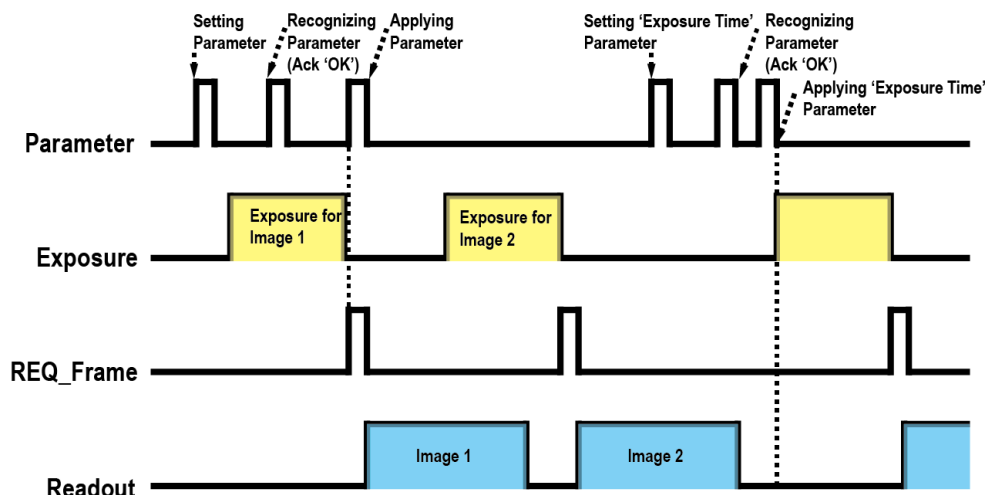 Setting
Parameter
Recognizing
Parameter
(Ack ‘OK’)
Applying
Parameter
Setting ‘Exposure Time’
Parameter
Recognizing
Parameter
(Ack ‘OK’)
Applying ‘Exposure Time’
Parameter
Parameter
Exposure for
Image 1
Exposure for
Image 2
Exposure
REQ_Frame
Image 1
Image 2
Readout